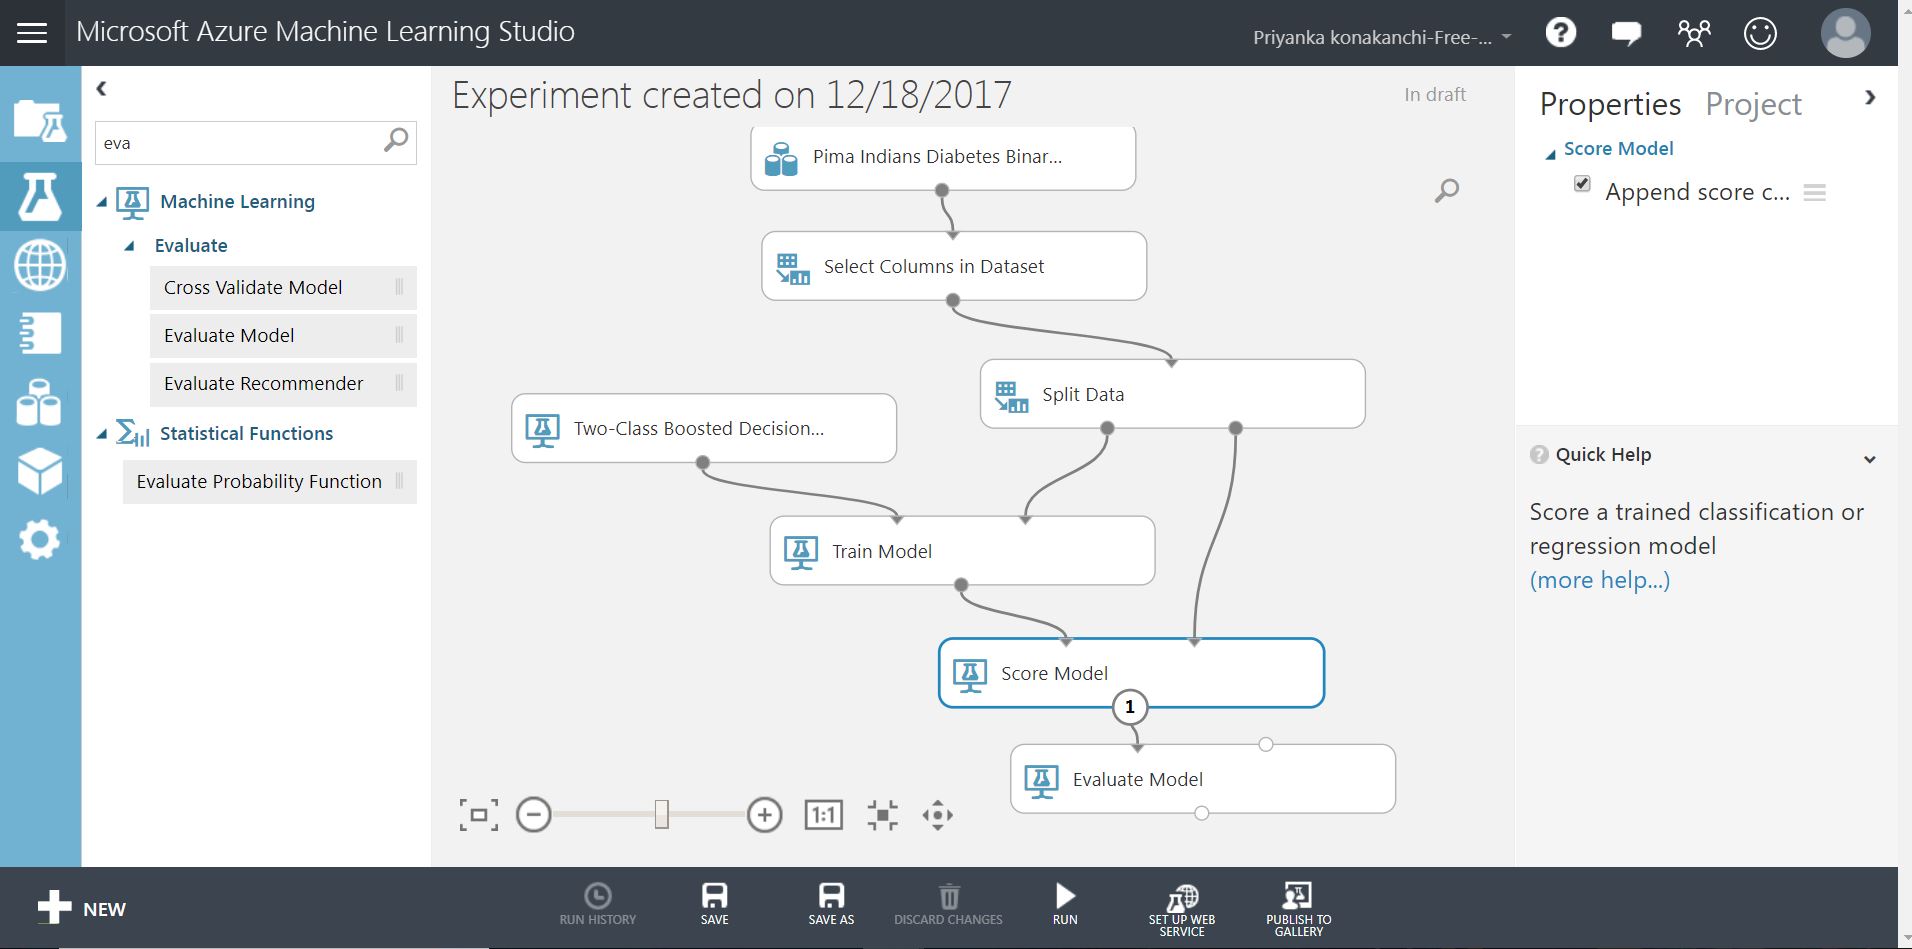 Microsoft Azure Machine Learning Studio
Priyanka konakanchi-Free-...
?
eva
Machine Learning
Evaluate
Cross Validate Model
Evaluate Model
Evaluate Recommender
Statistical Functions
Evaluate Probability Function
Experiment created on 12/18/2017
In draft
Pima Indians Diabetes Binar...
Select Columns in Dataset
Split Data
Two-Class Boosted Decision...
Train Model
Score Model
1
Evaluate Model
1:1
Properties Project
Score Model
Append score c...
? Quick Help
Score a trained classification or
regression model
(more help...)
NEW
RUN HISTORY
SAVE
SAVE AS
DISCARD CHANGES
RUN
SET UP WEB
SERVICE
PUBLISH TO
GALLERY